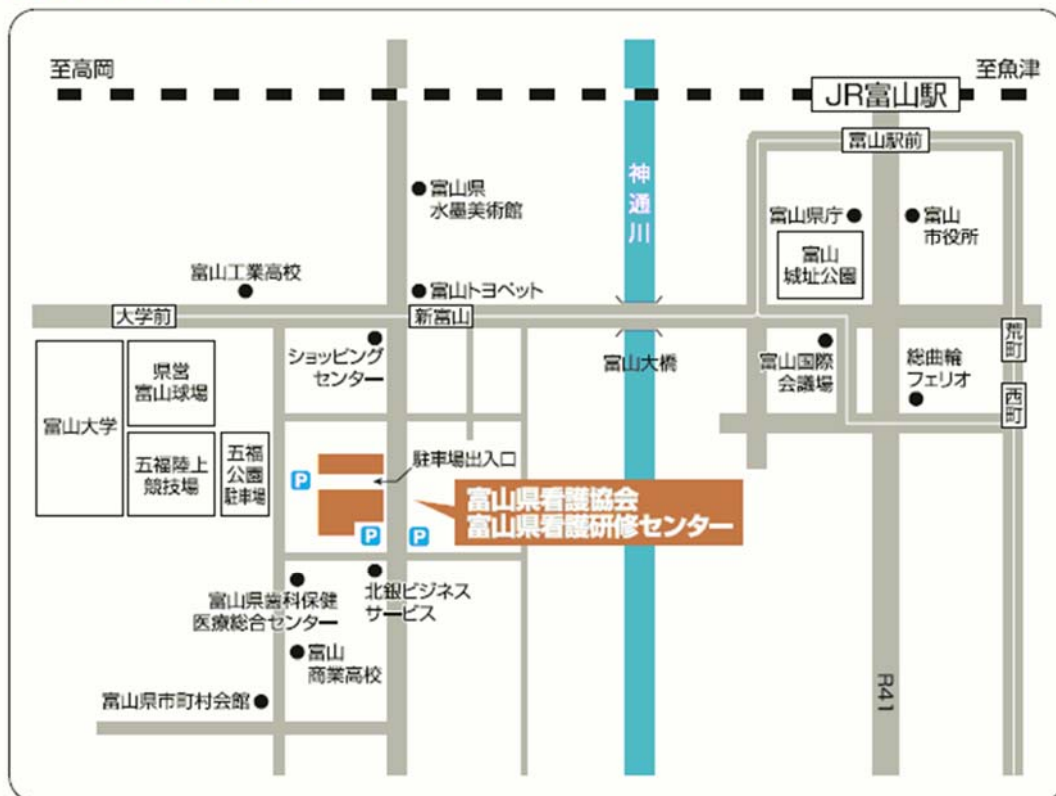 至高岡
至魚津
JR富山駅
富山駅前
神通川
富山県
水墨美術館
富山県庁
富山
市役所
富山
城址公園
富山工業高校
富山トヨペット
大学前
新富山
荒町
ショッピング
センター
富山大橋
富山国際
会議場
総曲輪
フェリオ
西町
県営
富山球場
富山大学
五福陸上
競技場
五福
公園
駐車場
駐車場出入口
P
富山県看護協会
富山県看護研修センター
P
P
富山県歯科保健
医療総合センター
北銀ビジネス
サービス
富山
商業高校
富山県市町村会館
R41